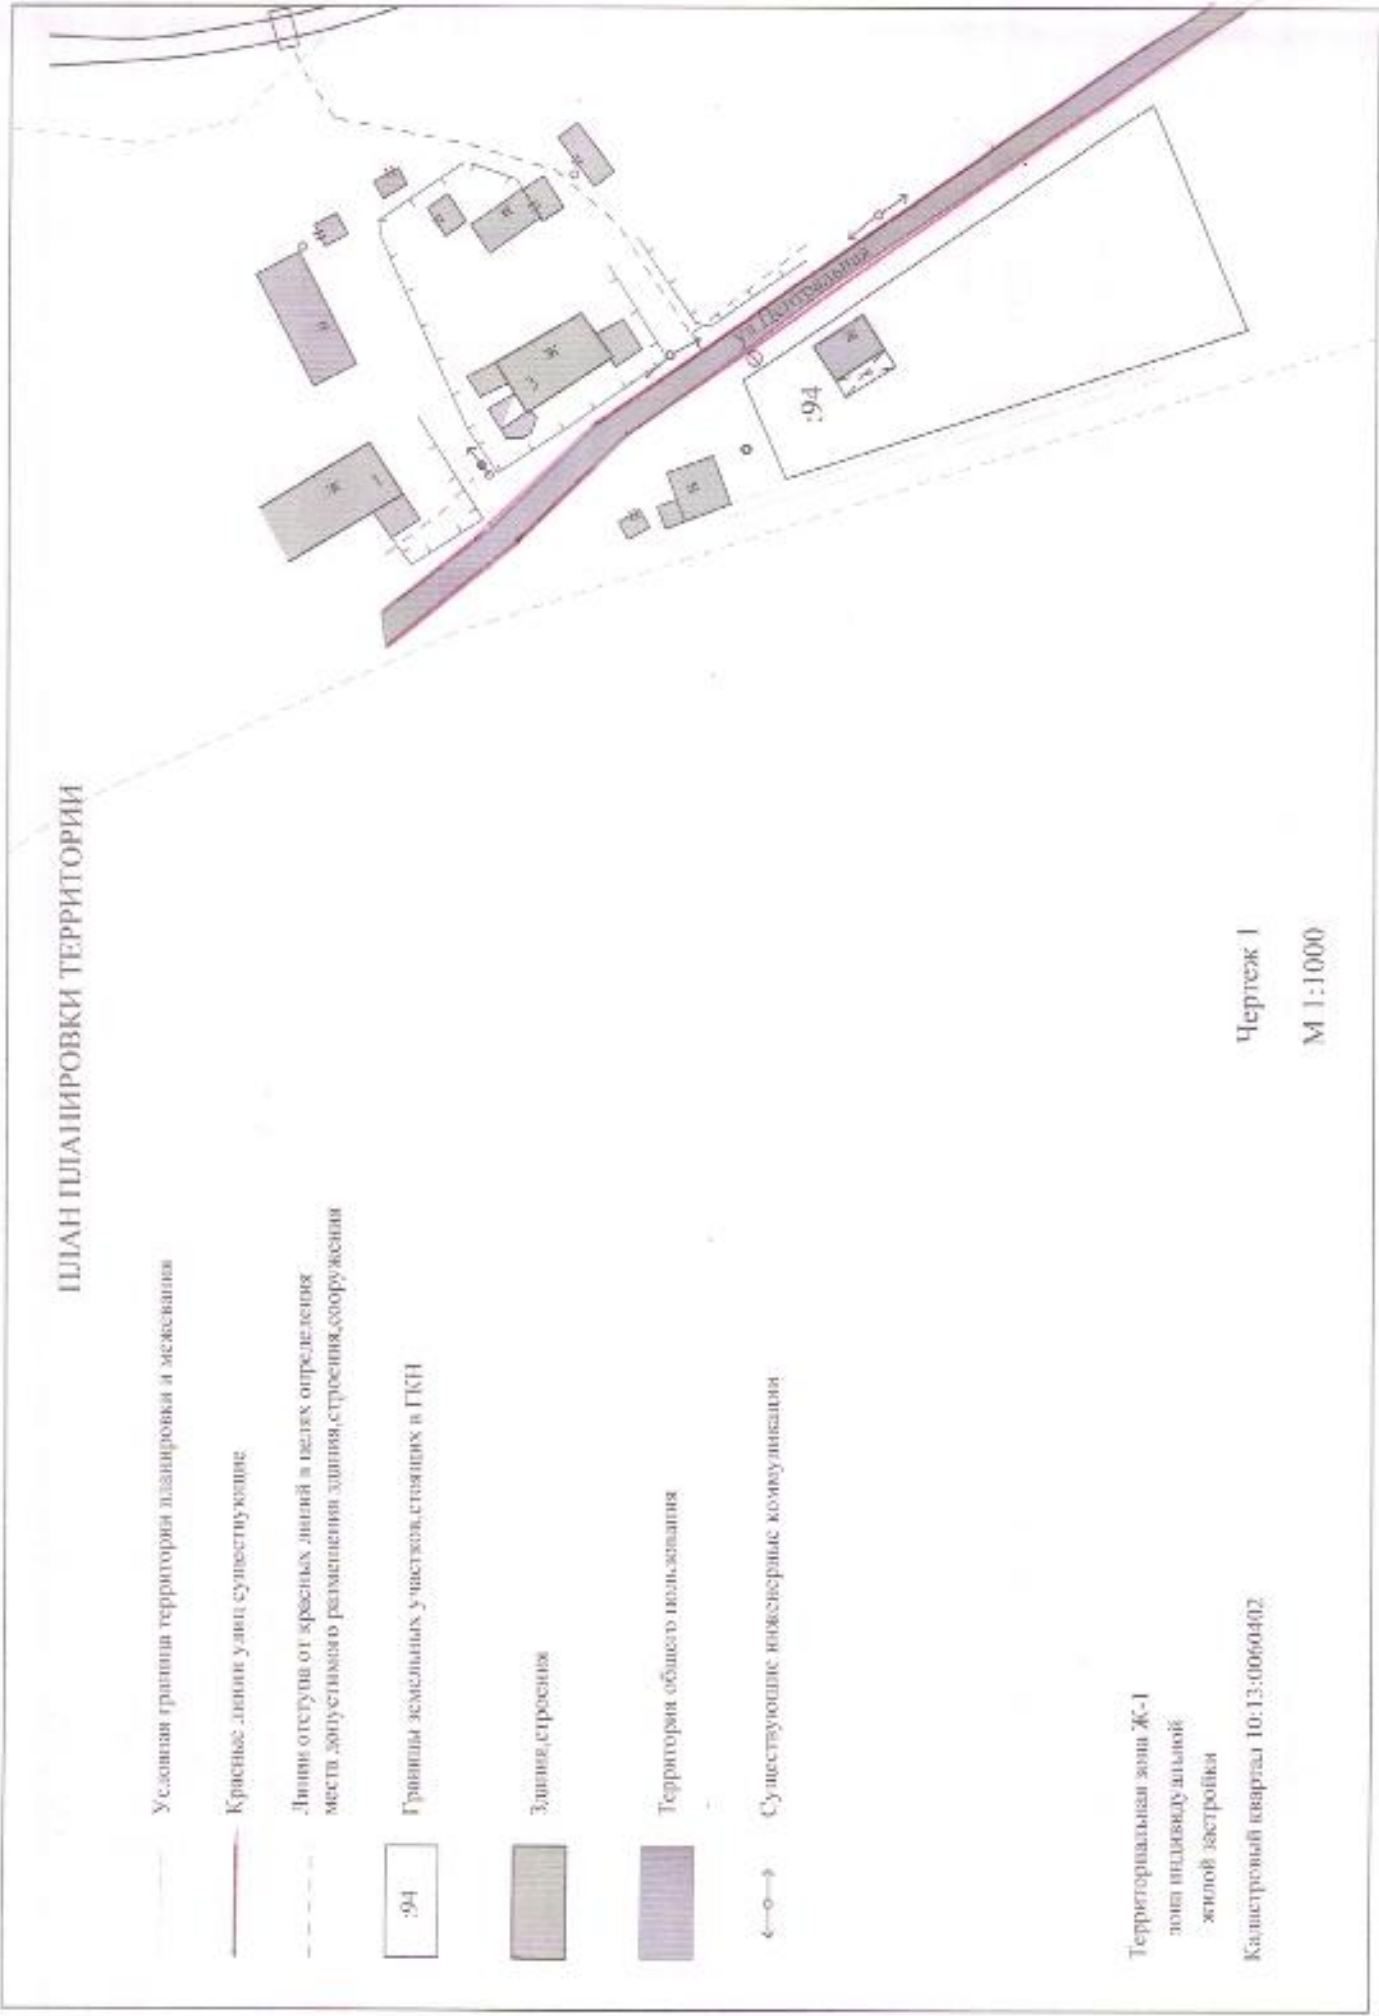 ПЛАН ПЛАНИРОВКИ ТЕРРИТОРИИ
Условная граница территории планировки и межевания
Красные линии улиц существующие
Линии отступа от красных линий в целях определения
места допустимого размещения здания,строения,сооружения
:94
Границы земельных участков,стоящих в ГКН
Здания,строения
Территории общего пользования
Существующие инженерные коммуникации
Территориальная зона Ж-1
зона индивидуальной
жилой застройки
Кадастровый квартал 10:13:0060402
Чертеж 1
М 1:1000
ул Центральная
:94
Ж